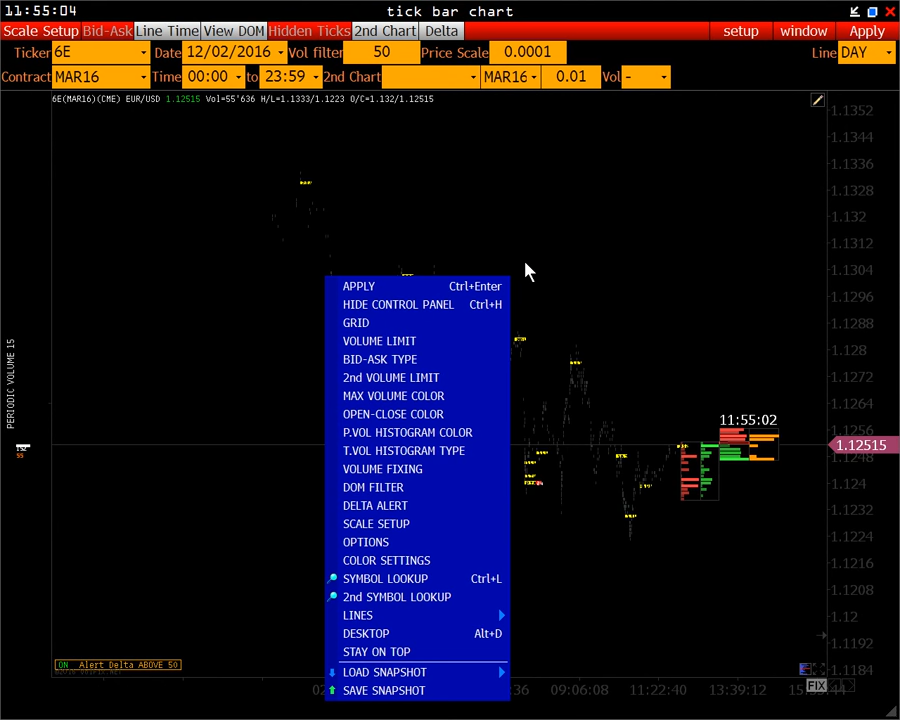 11:55:04 tick bar chart
Scale Setup Bid-Ask Line Time View DOM Hidden Ticks 2nd Chart Delta setup window Apply
Ticker 6E Date 12/02/2016 Vol filter 50 Price Scale 0.0001 Line DAY
Contract MAR16 Time 00:00 to 23:59 2nd Chart MAR16 0.01 Vol -
6E(MAR16)(CME) EUR/USD 1.12515 Vol=55'636 H/L=1.1333/1.1223 O/C=1.132/1.12515
1.1352
1.1344
1.1336
1.1328
1.132
1.1312
1.1304
1.1296
1.1288
1.128
1.1272
1.1264
1.1256
1.12515
1.1248
1.124
1.1232
1.1224
1.1216
1.1208
1.12
1.1192
1.1184
PERIODIC VOLUME 15
55
11:55:02
APPLY Ctrl+Enter
HIDE CONTROL PANEL Ctrl+H
GRID
VOLUME LIMIT
BID-ASK TYPE
2nd VOLUME LIMIT
MAX VOLUME COLOR
OPEN-CLOSE COLOR
P.VOL HISTOGRAM COLOR
T.VOL HISTOGRAM TYPE
VOLUME FIXING
DOM FILTER
DELTA ALERT
SCALE SETUP
OPTIONS
COLOR SETTINGS
SYMBOL LOOKUP Ctrl+L
2nd SYMBOL LOOKUP
LINES
DESKTOP Alt+D
STAY ON TOP
LOAD SNAPSHOT
SAVE SNAPSHOT
ON Alert Delta ABOVE 50
FIX
02 :36 09:06:08 11:22:40 13:39:12